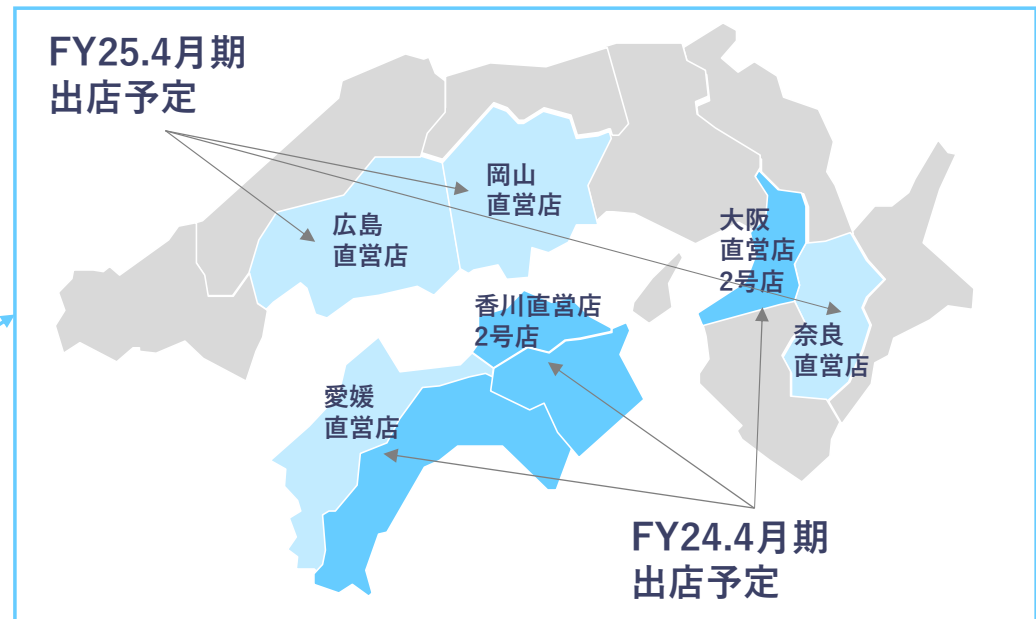 FY25.4月期
出店予定
岡山
直営店
広島
直営店
大阪
直営店
2号店
香川直営店
2号店
奈良
直営店
愛媛
直営店
FY24.4月期
出店予定